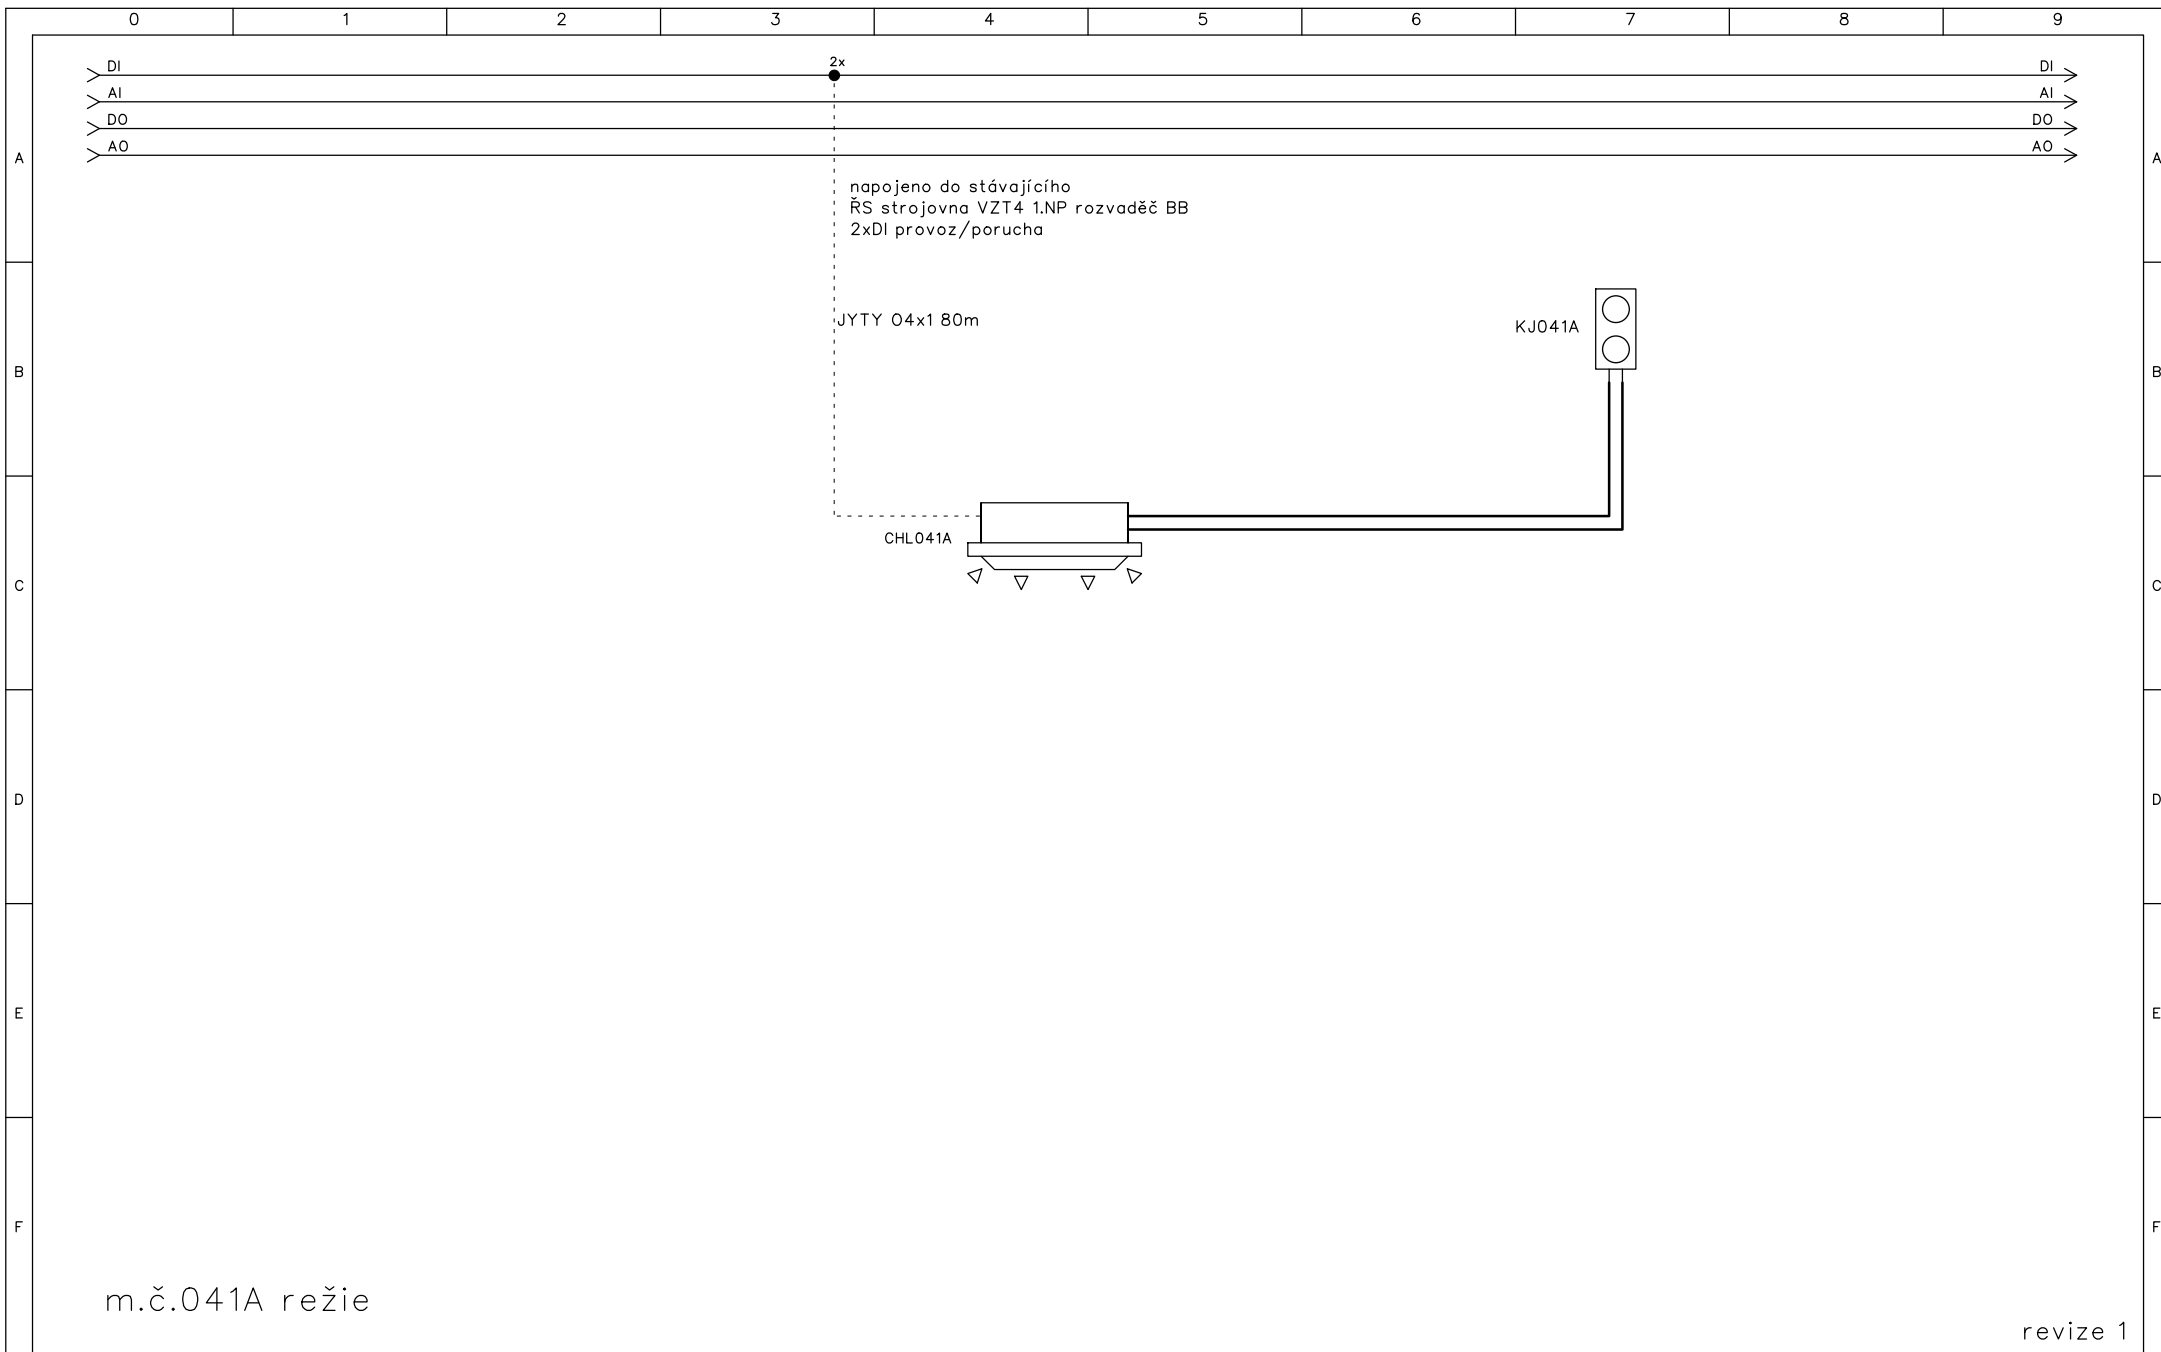 0 1 2 3 4 5 6 7 8 9
2x
DI DI
AI AI
DO DO
AO AO
A A
napojeno do stávajícího
ŘS strojovna VZT4 1.NP rozvaděč BB
2xDI provoz/porucha
JYTY O4x1 80m
KJ041A
B B
CHL041A
C C
D D
E E
F F
m.č.041A režie
revize 1